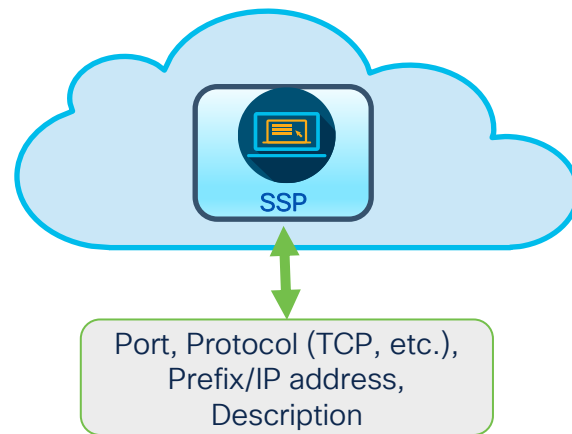 SSP
Port, Protocol (TCP, etc.),
Prefix/IP address,
Description